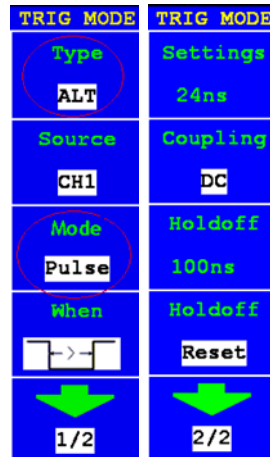 TRIG MODE
Type
ALT
Source
CH1
Mode
Pulse
When
1/2
TRIG MODE
Settings
24ns
Coupling
DC
Holdoff
100ns
Holdoff
Reset
2/2